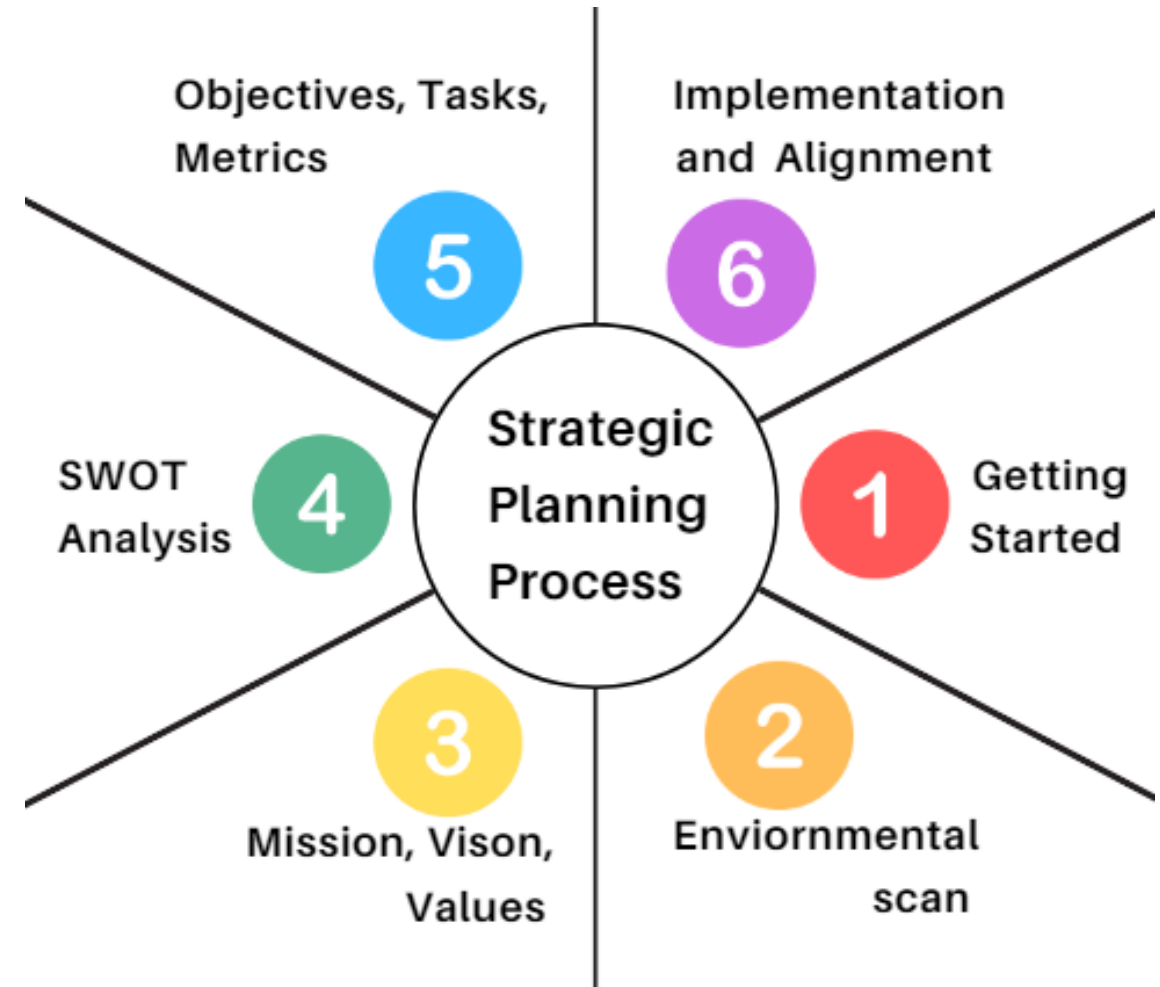 Objectives, Tasks,
Metrics
5
Implementation
and Alignment
6
Strategic
Planning
Process
SWOT
Analysis
4
1
Getting
Started
3
Mission, Vison,
Values
2
Enviornmental
scan